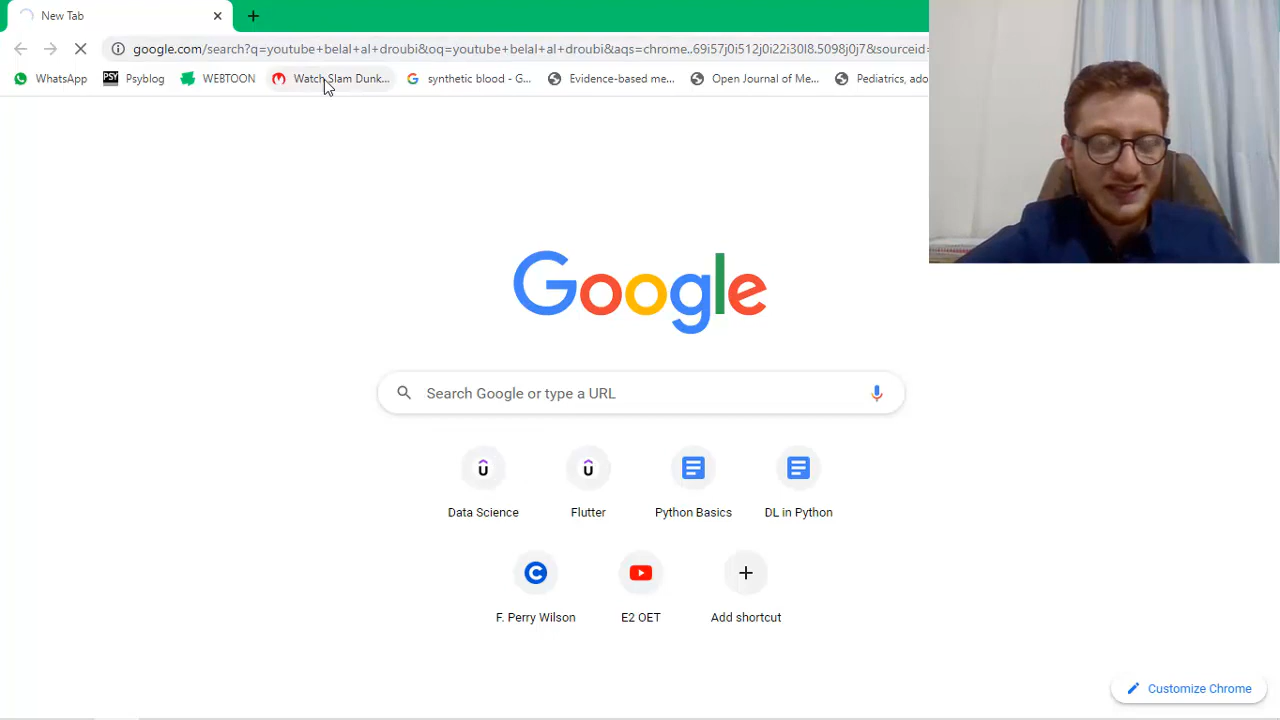 New Tab
google.com/search?q=youtube+belal+al+droubi&oq=youtube+belal+al+droubi&aqs=chrome..69i57j0i512j0i22i30l8.5098j0j7&sourceid=
WhatsApp PSY Psyblog WEBTOON Watch Slam Dunk... G synthetic blood - G... Evidence-based me... Open Journal of Me... Pediatrics, ado
Google
Search Google or type a URL
Data Science Flutter Python Basics DL in Python
F. Perry Wilson E2 OET Add shortcut
Customize Chrome